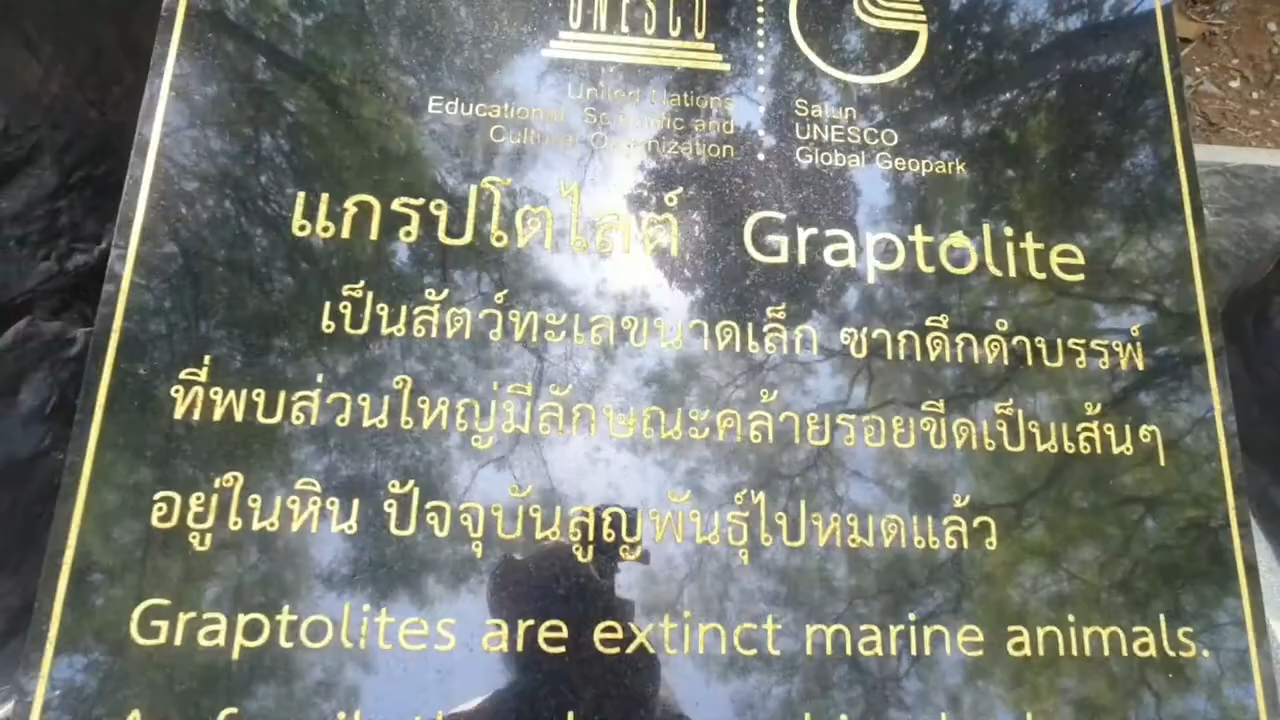 UNESCO
United Nations
Educational, Scientific and
Cultural Organization
Satun
UNESCO
Global Geopark
แกรปโตไลต์ Graptolite
เป็นสัตว์ทะเลขนาดเล็ก ซากดึกดำบรรพ์
ที่พบส่วนใหญ่มีลักษณะคล้ายรอยขีดเป็นเส้นๆ
อยู่ในหิน ปัจจุบันสูญพันธุ์ไปหมดแล้ว
Graptolites are extinct marine animals.